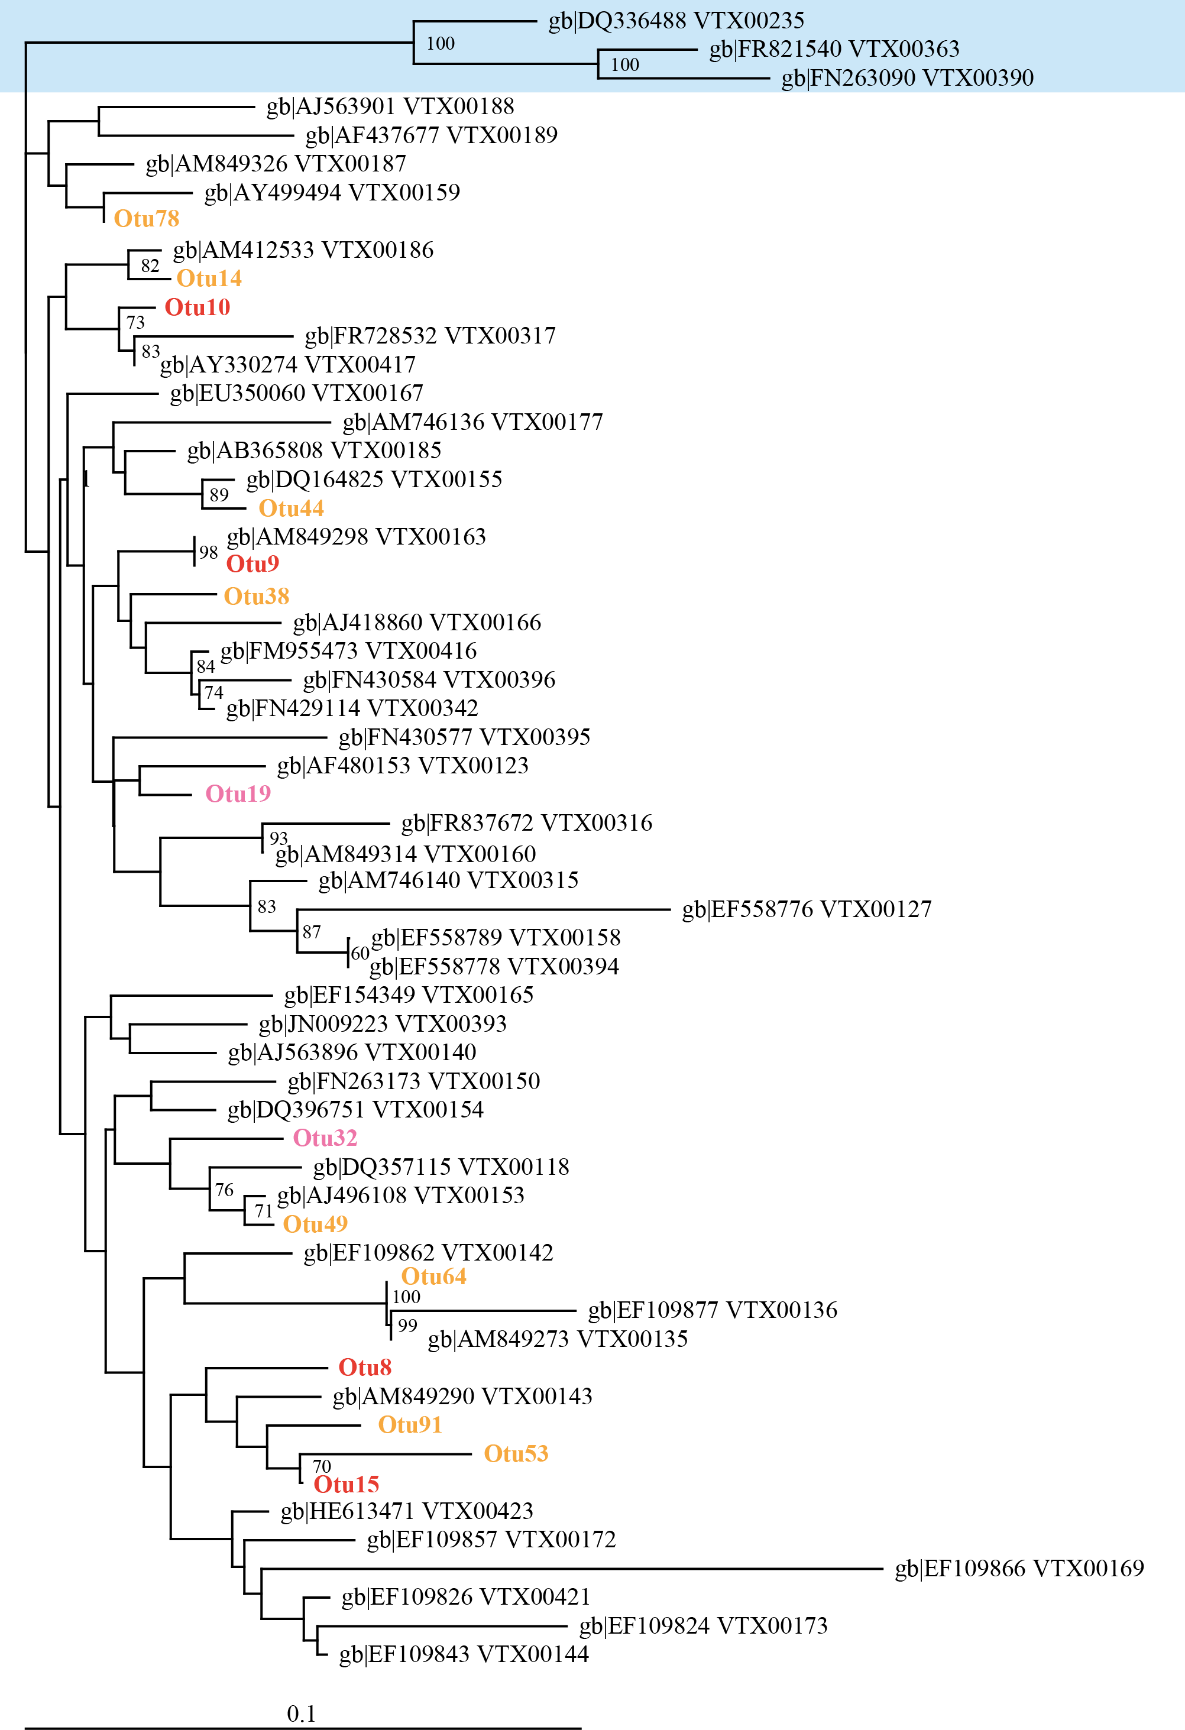 gb|DQ336488 VTX00235
100
gb|FR821540 VTX00363
100
gb|FN263090 VTX00390
gb|AJ563901 VTX00188
gb|AF437677 VTX00189
gb|AM849326 VTX00187
gb|AY499494 VTX00159
Otu78
gb|AM412533 VTX00186
82
Otu14
Otu10
73
gb|FR728532 VTX00317
83
gb|AY330274 VTX00417
gb|EU350060 VTX00167
gb|AM746136 VTX00177
gb|AB365808 VTX00185
gb|DQ164825 VTX00155
89
Otu44
gb|AM849298 VTX00163
98
Otu9
Otu38
gb|AJ418860 VTX00166
gb|FM955473 VTX00416
84
gb|FN430584 VTX00396
74
gb|FN429114 VTX00342
gb|FN430577 VTX00395
gb|AF480153 VTX00123
Otu19
gb|FR837672 VTX00316
93
gb|AM849314 VTX00160
gb|AM746140 VTX00315
83
gb|EF558776 VTX00127
87
gb|EF558789 VTX00158
60
gb|EF558778 VTX00394
gb|EF154349 VTX00165
gb|JN009223 VTX00393
gb|AJ563896 VTX00140
gb|FN263173 VTX00150
gb|DQ396751 VTX00154
Otu32
gb|DQ357115 VTX00118
76
gb|AJ496108 VTX00153
71
Otu49
gb|EF109862 VTX00142
Otu64
100
gb|EF109877 VTX00136
99
gb|AM849273 VTX00135
Otu8
gb|AM849290 VTX00143
Otu91
Otu53
70
Otu15
gb|HE613471 VTX00423
gb|EF109857 VTX00172
gb|EF109866 VTX00169
gb|EF109826 VTX00421
gb|EF109824 VTX00173
gb|EF109843 VTX00144
0.1